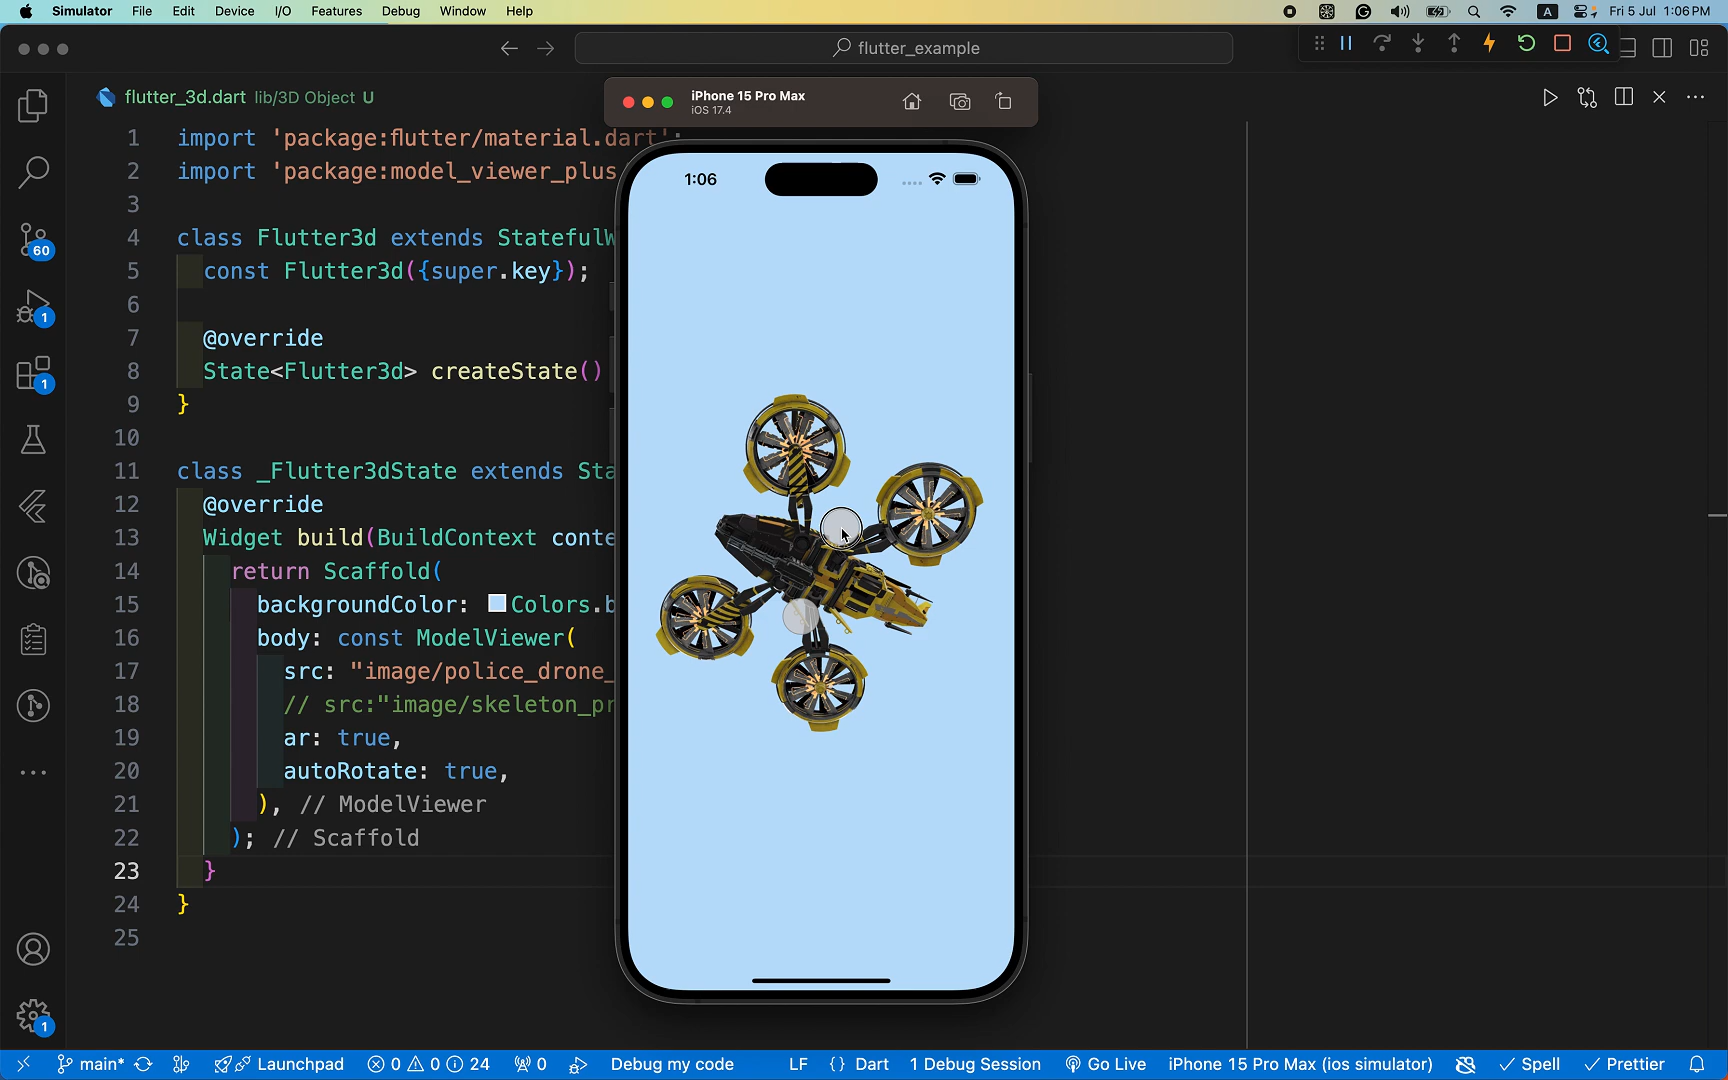 Simulator File Edit Device I/O Features Debug Window Help
A Fri 5 Jul 1:06 PM
flutter_example
flutter_3d.dart lib/3D Object U
iPhone 15 Pro Max
iOS 17.4
1:06
1 import 'package:flutter/material.dart';
2 import 'package:model_viewer_plus
3
4 class Flutter3d extends StatefulW
5 const Flutter3d({super.key});
6
7 @override
8 State<Flutter3d> createState()
9 }
10
11 class _Flutter3dState extends Sta
12 @override
13 Widget build(BuildContext conte
14 return Scaffold(
15 backgroundColor: Colors.b
16 body: const ModelViewer(
17 src: "image/police_drone_
18 // src:"image/skeleton_pr
19 ar: true,
20 autoRotate: true,
21 ), // ModelViewer
22 ); // Scaffold
23 }
24 }
25
60
1
1
1
main* Launchpad 0 0 24 0 Debug my code LF {} Dart 1 Debug Session Go Live iPhone 15 Pro Max (ios simulator) Spell Prettier